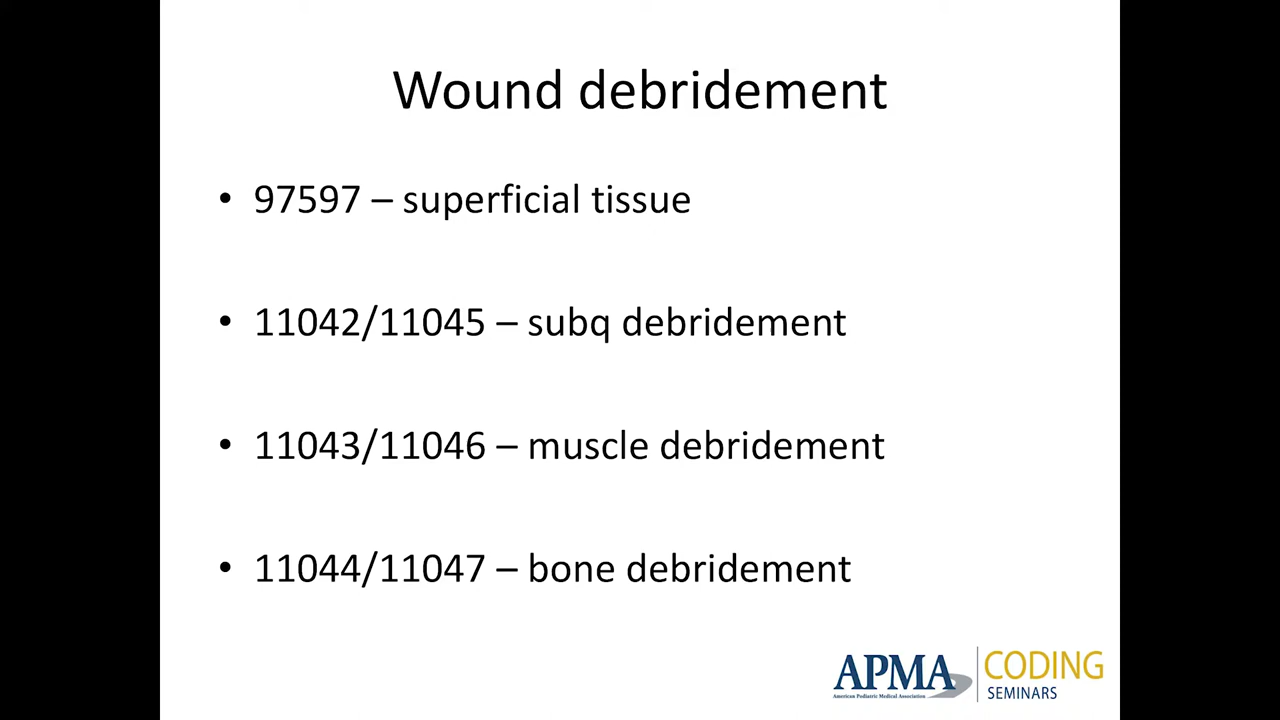 Wound debridement
• 97597 – superficial tissue
• 11042/11045 – subq debridement
• 11043/11046 – muscle debridement
• 11044/11047 – bone debridement
APMA
American Podiatric Medical Association
CODING
SEMINARS